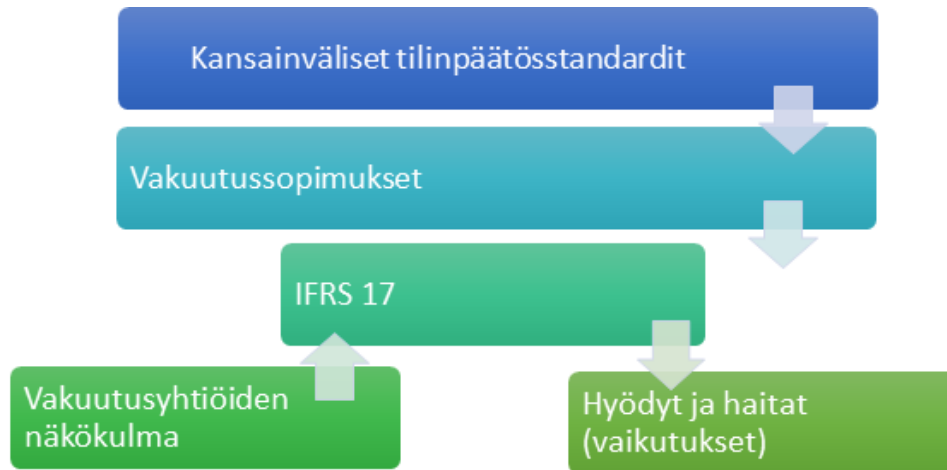 Kansainväliset tilinpäätösstandardit
Vakuutussopimukset
IFRS 17
Vakuutusyhtiöiden
näkökulma
Hyödyt ja haitat
(vaikutukset)